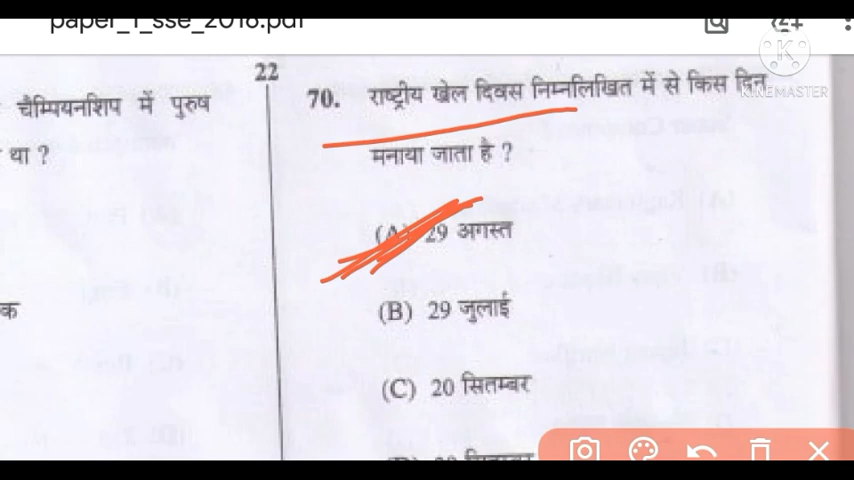 paper_1_sse_2018.pdf
KINEMASTER
22
चैम्पियनशिप में पुरुष
था ?
क
70. राष्ट्रीय खेल दिवस निम्नलिखित में से किस दिन
मनाया जाता है ?
(A) 29 अगस्त
(B) 29 जुलाई
(C) 20 सितम्बर